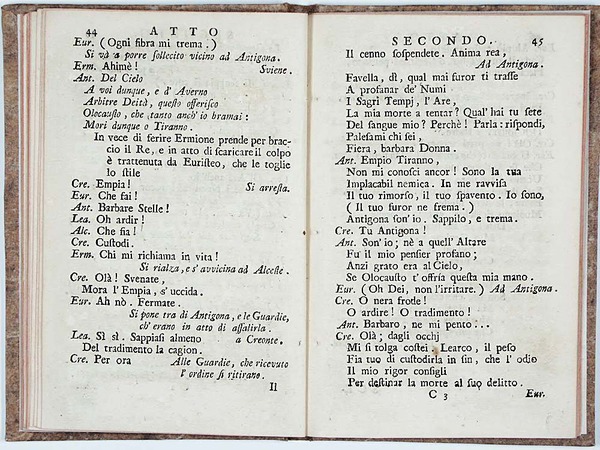 44 ATTO
Eur. (Ogni fibra mi trema.)
Si và a porre sollecito vicino ad Antigona.
Erm. Ahimè! Sviene.
Ant. Del Cielo
A voi dunque, e d' Averno
Arbitre Deità, questo offerisco
Olocausto, che tanto anch'io bramai:
Mori dunque o Tiranno.
In vece di ferire Ermione prende per brac-
cio il Re, e in atto di scaricare il colpo
è trattenuta da Euristeo, che le toglie
lo stile
Cre. Empia! Si arresta.
Eur. Che fai!
Ant. Barbare Stelle!
Lea. Oh ardir!
Alc. Che fia!
Cre. Custodi.
Erm. Chi mi richiama in vita!
Si rialza, e s' avvicina ad Alceste.
Cre. Olà! Svenate,
Mora l' Empia, s' uccida.
Eur. Ah nò. Fermate.
Si pone tra di Antigona, e le Guardie,
ch' erano in atto di assalirla.
Lea. Sì sì. Sappiasi almeno a Creonte.
Del tradimento la cagion.
Cre. Per ora Alle Guardie, che ricevuto
l' ordine si ritirano.
Il
SECONDO. 45
Il cenno sospendete. Anima rea,
Ad Antigona.
Favella, dì, qual mai furor ti trasse
A profanar de' Numi
I Sagri Tempj, l' Are,
La mia morte a tentar? Qual' hai tu sete
Del sangue mio? Perchè! Parla: rispondi,
Palesami chi sei,
Fiera, barbara Donna.
Ant. Empio Tiranno,
Non mi conosci ancor! Sono la tua
Implacabil nemica. In me ravvisa
Il tuo rimorso, il tuo spavento. Io sono,
(Il tuo furor ne frema.)
Antigona son' io. Sappilo, e trema.
Cre. Tu Antigona!
Ant. Son' io; nè a quell' Altare
Fu il mio pensier profano;
Anzi grato era al Cielo,
Se Olocausto t' offria questa mia mano.
Eur. (Oh Dei, non l'irritare.) Ad Antigona.
Cre. O nera frode!
O ardire! O tradimento!
Ant. Barbaro, ne mi pento...
Cre. Olà; dagli occhj
Mi si tolga costei. Learco, il peso
Fia tuo di custodirla in sin, che l' odio
Il mio rigor consigli
Per destinar la morte al suo delitto.
C 3 Eur.